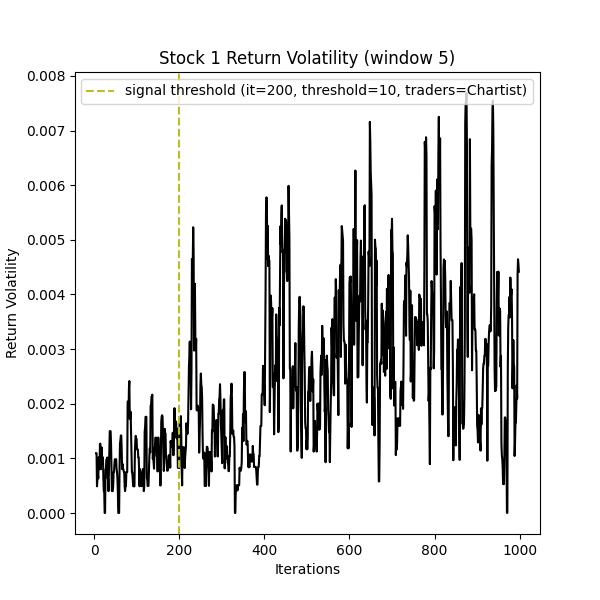 Stock 1 Return Volatility (window 5)
signal threshold (it=200, threshold=10, traders=Chartist)
0.008
0.007
0.006
0.005
0.004
0.003
0.002
0.001
0.000
Return Volatility
0 200 400 600 800 1000
Iterations